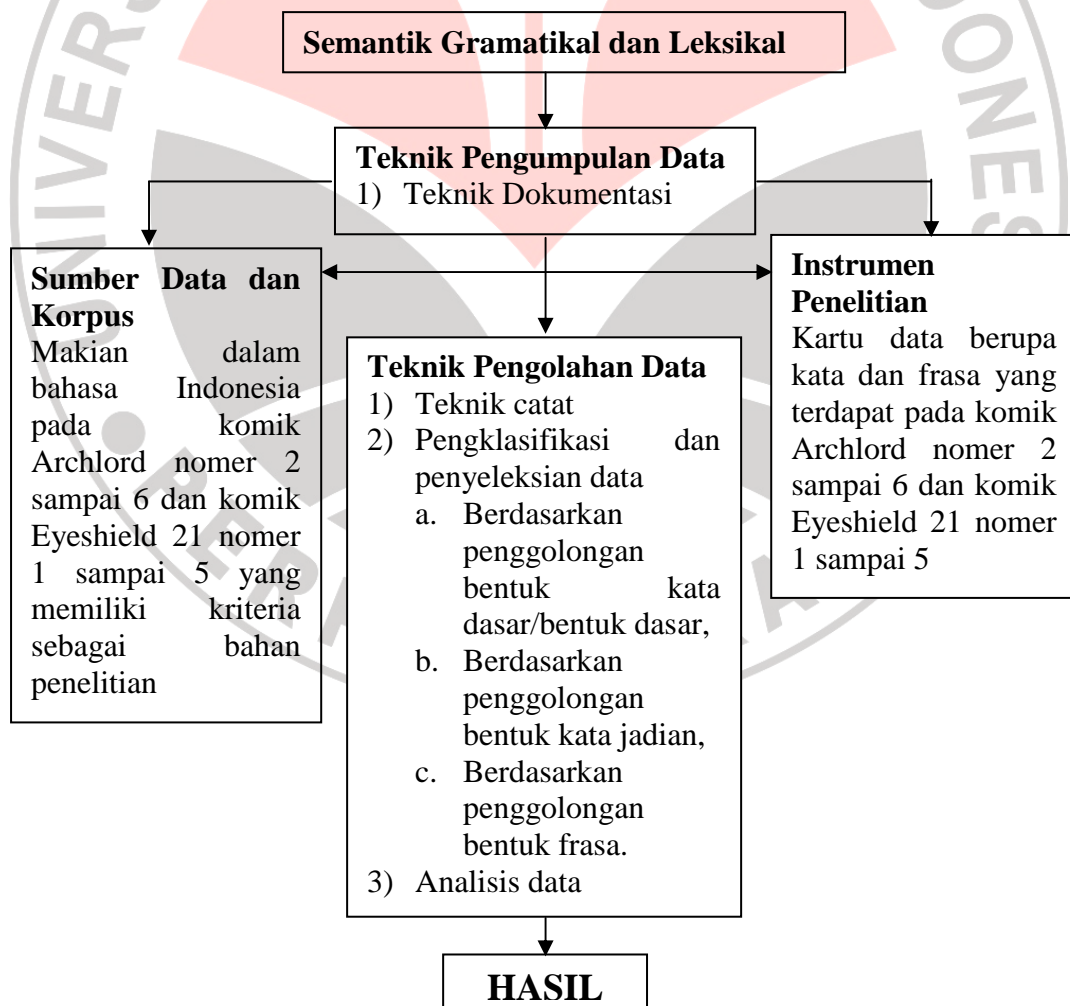 Semantik Gramatikal dan Leksikal
Teknik Pengumpulan Data
1) Teknik Dokumentasi
Sumber Data dan
Korpus
Makian dalam
bahasa Indonesia
pada komik
Archlord nomer 2
sampai 6 dan komik
Eyeshield 21 nomer
1 sampai 5 yang
memiliki kriteria
sebagai bahan
penelitian
Teknik Pengolahan Data
1) Teknik catat
2) Pengklasifikasi dan
penyeleksian data
a. Berdasarkan
penggolongan
bentuk kata
dasar/bentuk dasar,
b. Berdasarkan
penggolongan
bentuk kata jadian,
c. Berdasarkan
penggolongan
bentuk frasa.
3) Analisis data
Instrumen
Penelitian
Kartu data berupa
kata dan frasa yang
terdapat pada komik
Archlord nomer 2
sampai 6 dan komik
Eyeshield 21 nomer
1 sampai 5
HASIL